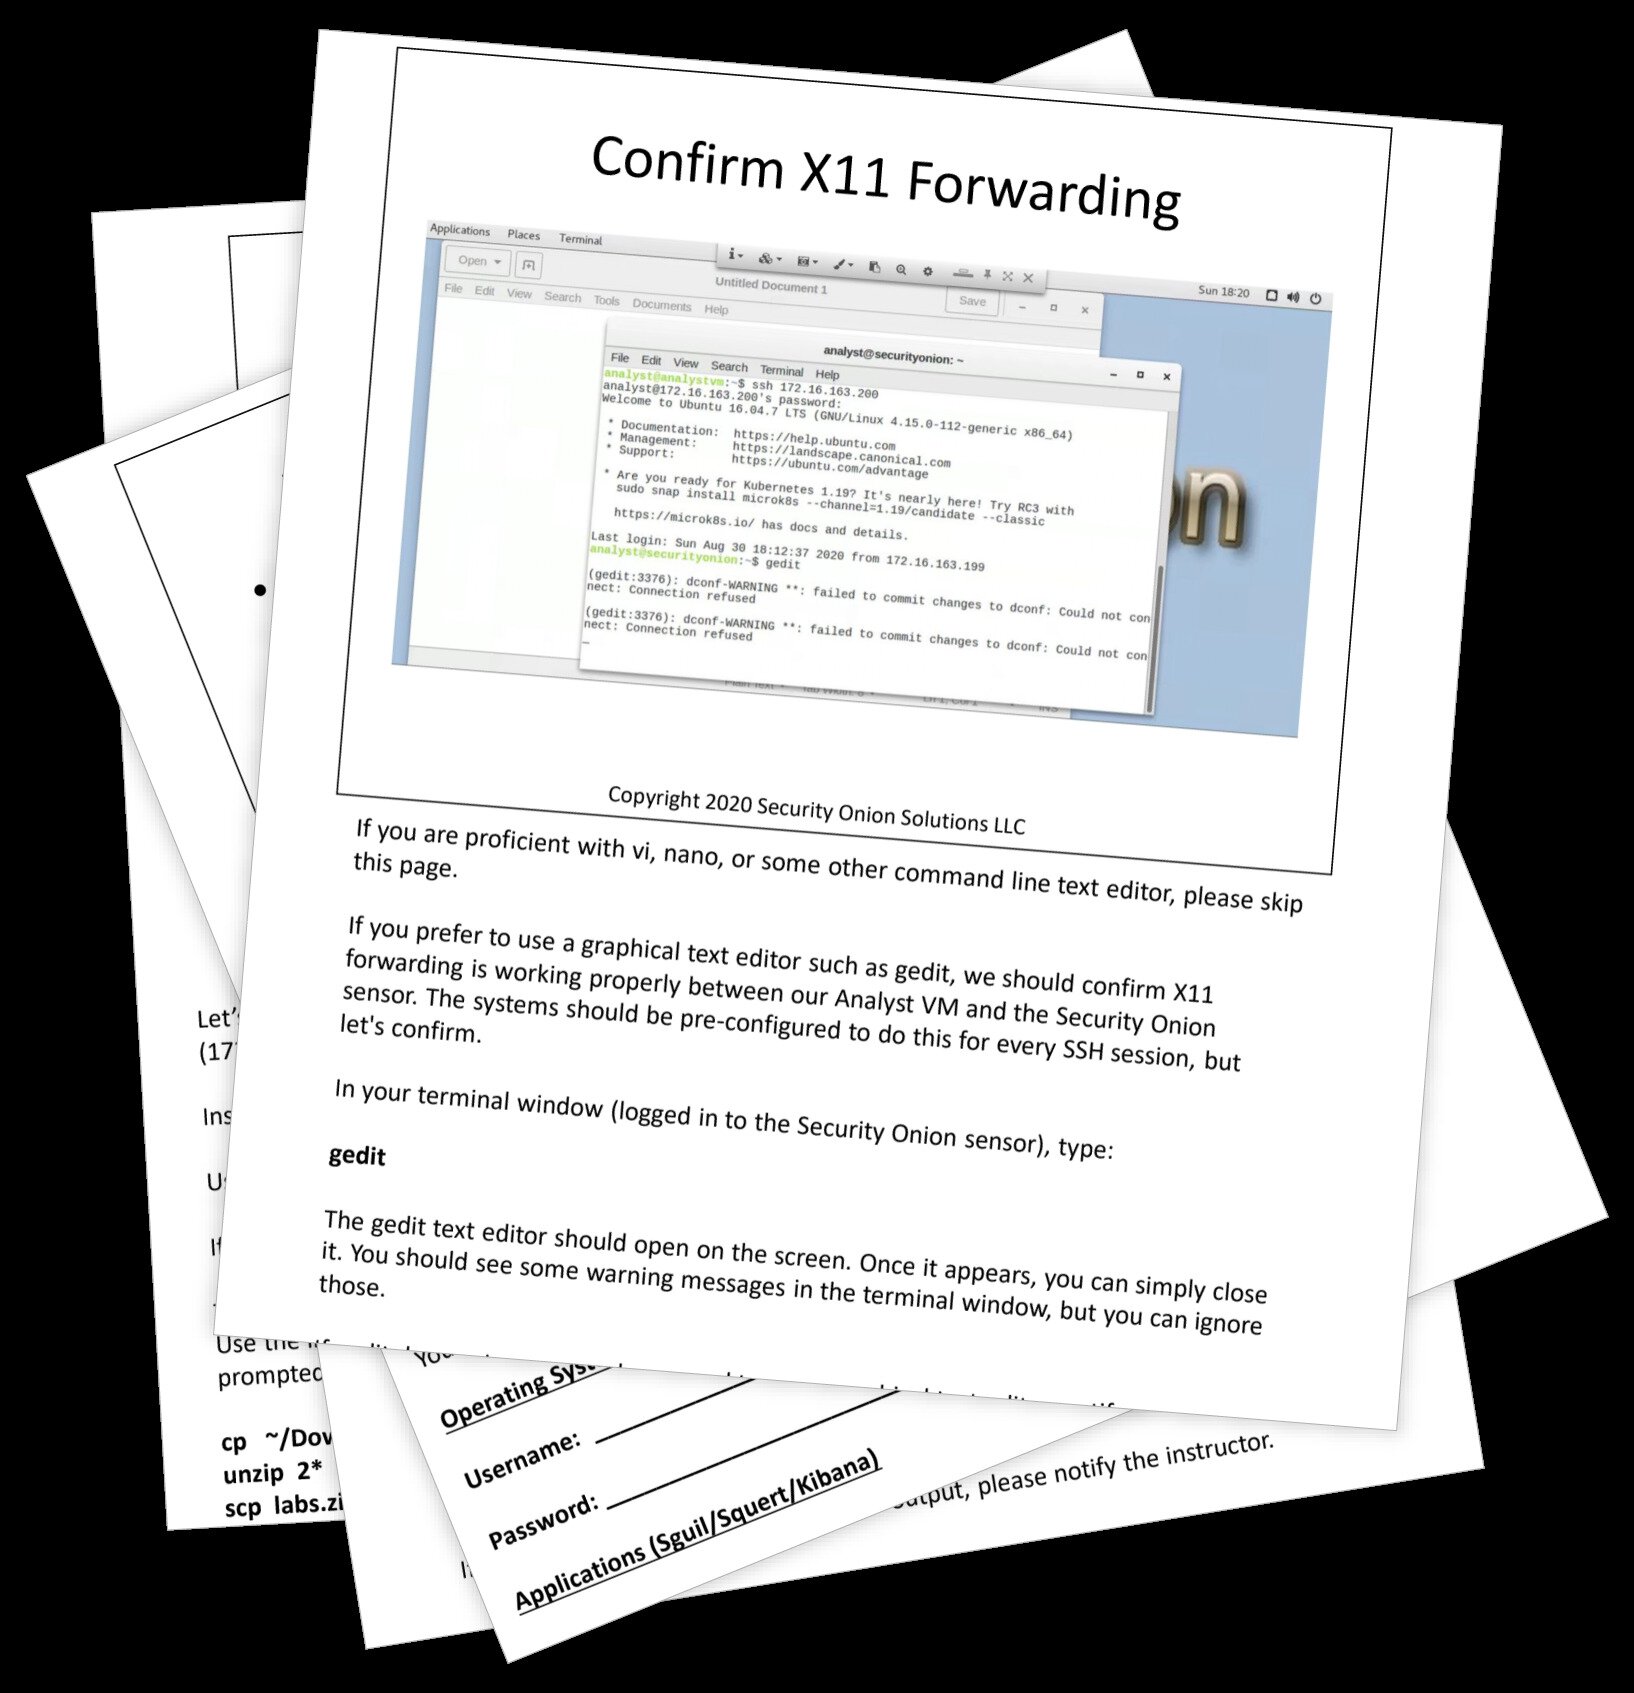 Confirm X11 Forwarding
Applications Places Terminal
Sun 18:20
Open
Untitled Document 1
Save
File Edit View Search Tools Documents Help
analyst@securityonion: ~
File Edit View Search Terminal Help
analyst@analystvm:~$ ssh 172.16.163.200
analyst@172.16.163.200's password:
Welcome to Ubuntu 16.04.7 LTS (GNU/Linux 4.15.0-112-generic x86_64)
* Documentation: https://help.ubuntu.com
* Management: https://landscape.canonical.com
* Support: https://ubuntu.com/advantage
* Are you ready for Kubernetes 1.19? It's nearly here! Try RC3 with
sudo snap install microk8s --channel=1.19/candidate --classic
https://microk8s.io/ has docs and details.
Last login: Sun Aug 30 18:12:37 2020 from 172.16.163.199
analyst@securityonion:~$ gedit
(gedit:3376): dconf-WARNING **: failed to commit changes to dconf: Could not con
nect: Connection refused
(gedit:3376): dconf-WARNING **: failed to commit changes to dconf: Could not con
nect: Connection refused
on
Copyright 2020 Security Onion Solutions LLC
If you are proficient with vi, nano, or some other command line text editor, please skip
this page.
If you prefer to use a graphical text editor such as gedit, we should confirm X11
forwarding is working properly between our Analyst VM and the Security Onion
sensor. The systems should be pre-configured to do this for every SSH session, but
let's confirm.
In your terminal window (logged in to the Security Onion sensor), type:
gedit
The gedit text editor should open on the screen. Once it appears, you can simply close
it. You should see some warning messages in the terminal window, but you can ignore
those.
Let'
(17
Ins
Use the
prompted
cp ~/Dow
unzip 2*
scp labs.zi
Operating Sys
Username:
Password:
Applications (Sguil/Squert/Kibana)
output, please notify the instructor.